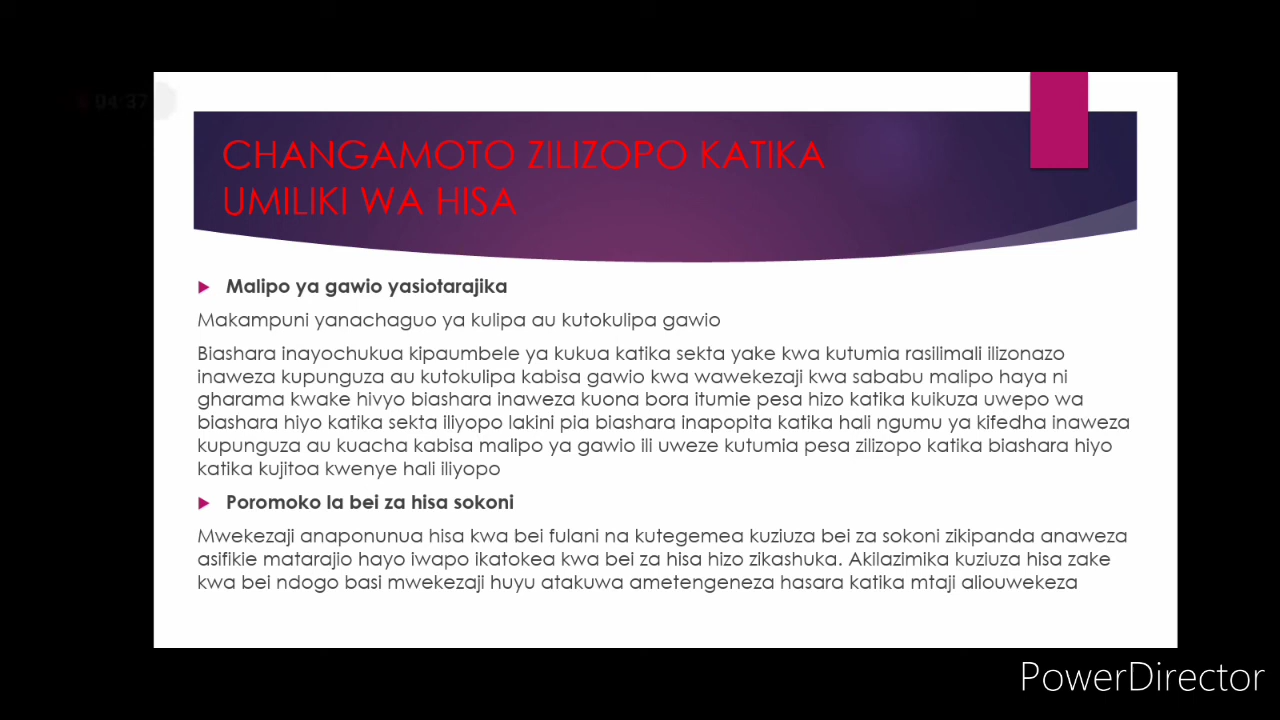 04:37
CHANGAMOTO ZILIZOPO KATIKA
UMILIKI WA HISA
Malipo ya gawio yasiotarajika
Makampuni yanachaguo ya kulipa au kutokulipa gawio
Biashara inayochukua kipaumbele ya kukua katika sekta yake kwa kutumia rasilimali ilizonazo
inaweza kupunguza au kutokulipa kabisa gawio kwa wawekezaji kwa sababu malipo haya ni
gharama kwake hivyo biashara inaweza kuona bora itumie pesa hizo katika kuikuza uwepo wa
biashara hiyo katika sekta iliyopo lakini pia biashara inapopita katika hali ngumu ya kifedha inaweza
kupunguza au kuacha kabisa malipo ya gawio ili uweze kutumia pesa zilizopo katika biashara hiyo
katika kujitoa kwenye hali iliyopo
Poromoko la bei za hisa sokoni
Mwekezaji anaponunua hisa kwa bei fulani na kutegemea kuziuza bei za sokoni zikipanda anaweza
asifikie matarajio hayo iwapo ikatokea kwa bei za hisa hizo zikashuka. Akilazimika kuziuza hisa zake
kwa bei ndogo basi mwekezaji huyu atakuwa ametengeneza hasara katika mtaji aliouwekeza
PowerDirector